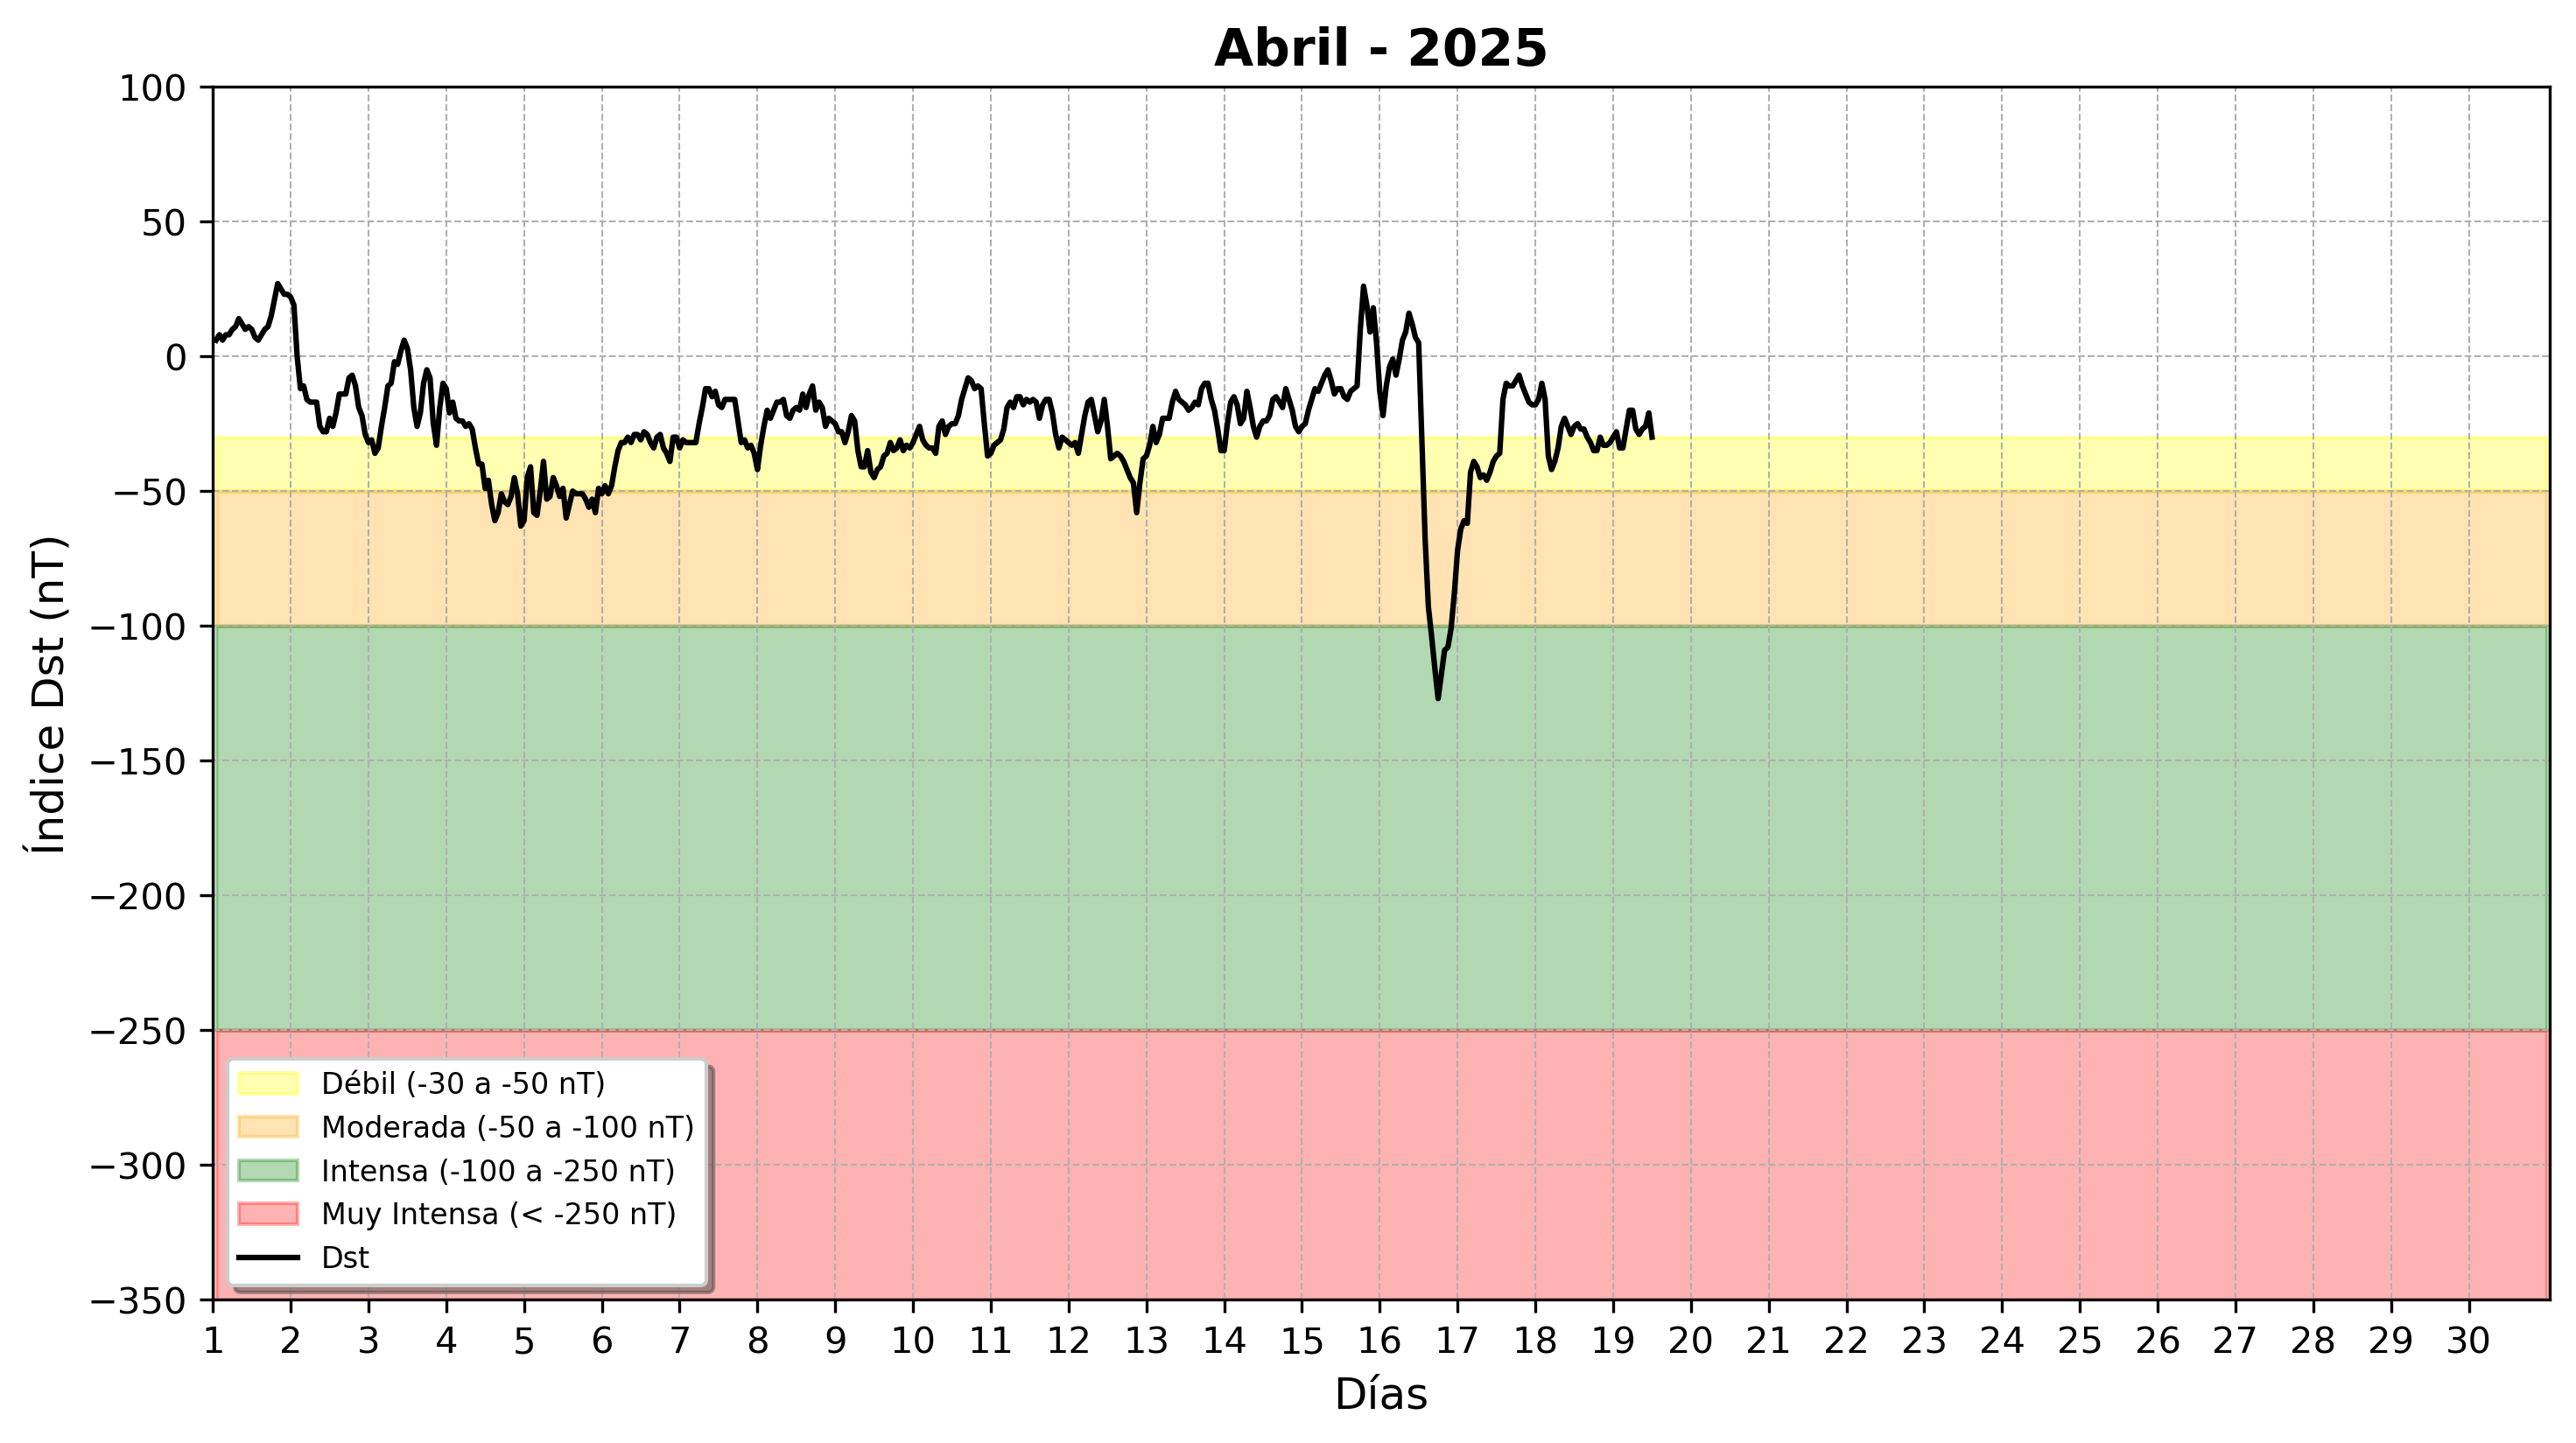 Abril - 2025
100
50
0
−50
−100
−150
−200
−250
−300
−350
Índice Dst (nT)
Débil (-30 a -50 nT)
Moderada (-50 a -100 nT)
Intensa (-100 a -250 nT)
Muy Intensa (< -250 nT)
Dst
1 2 3 4 5 6 7 8 9 10 11 12 13 14 15 16 17 18 19 20 21 22 23 24 25 26 27 28 29 30
Días